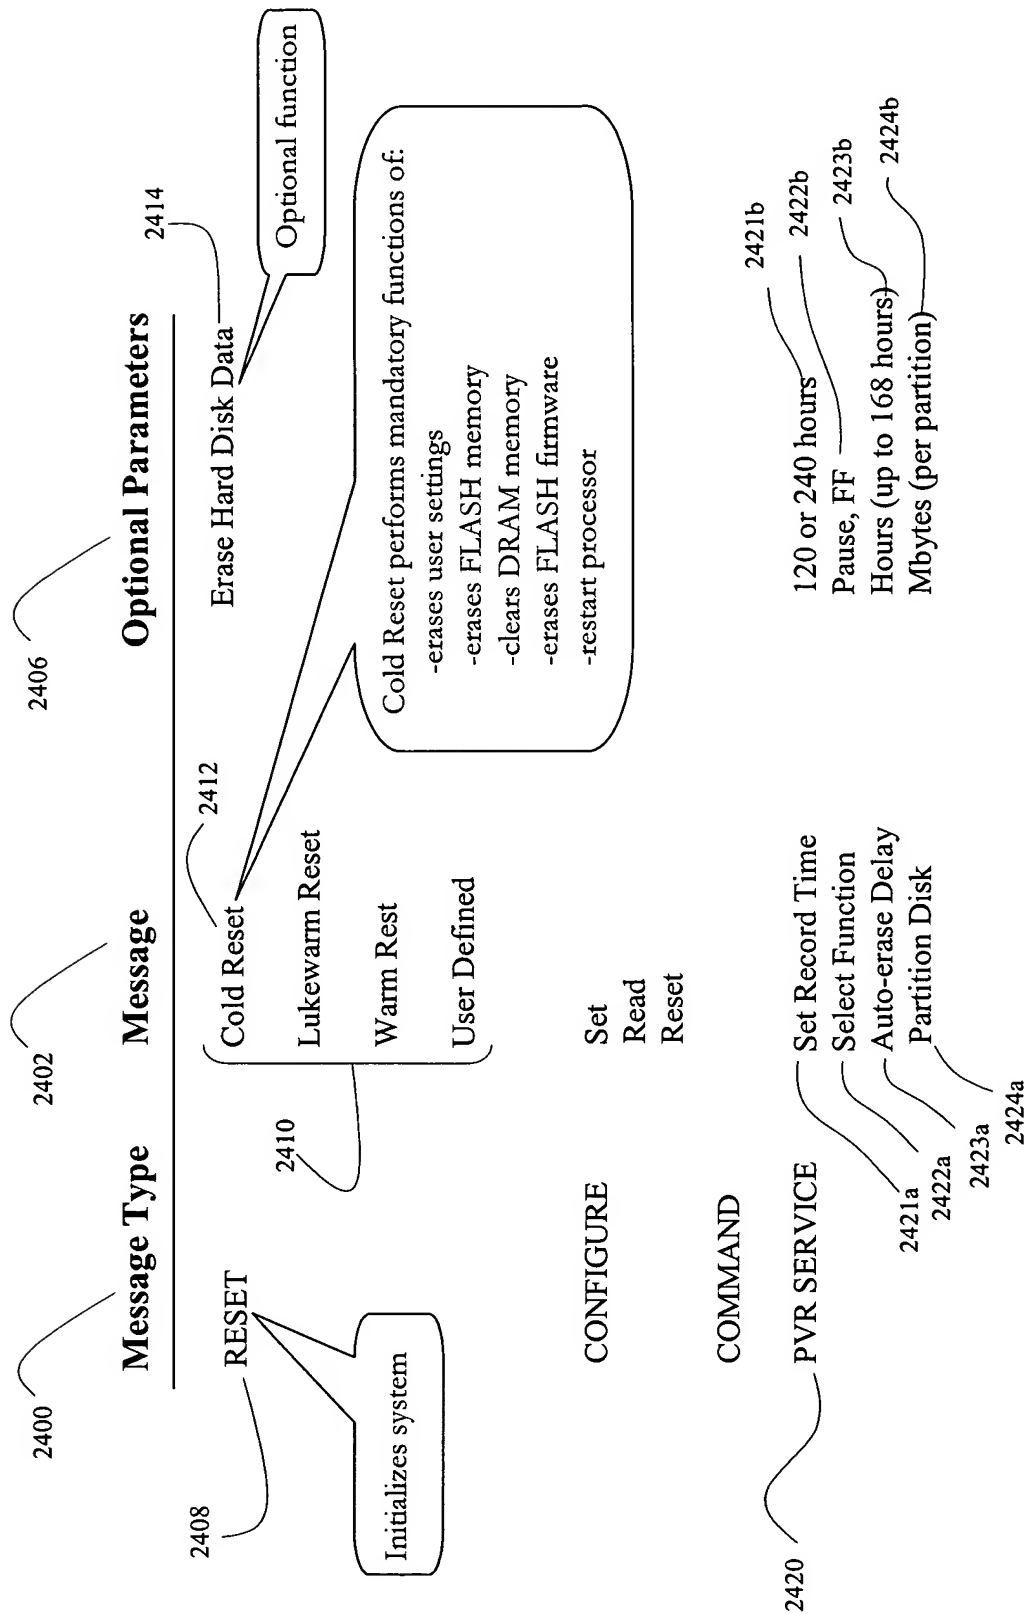 2400
2402
2406
Message Type
Message
Optional Parameters
2408
RESET
2410
Cold Reset
2412
Erase Hard Disk Data
2414
Optional function
Lukewarm Reset
Warm Rest
User Defined
Initializes system
Cold Reset performs mandatory functions of:
-erases user settings
-erases FLASH memory
-clears DRAM memory
-erases FLASH firmware
-restart processor
CONFIGURE
Set
Read
Reset
COMMAND
2420
PVR SERVICE
2421a
Set Record Time
120 or 240 hours
2421b
2422a
Select Function
Pause, FF
2422b
2423a
Auto-erase Delay
Hours (up to 168 hours)
2423b
2424a
Partition Disk
Mbytes (per partition)
2424b